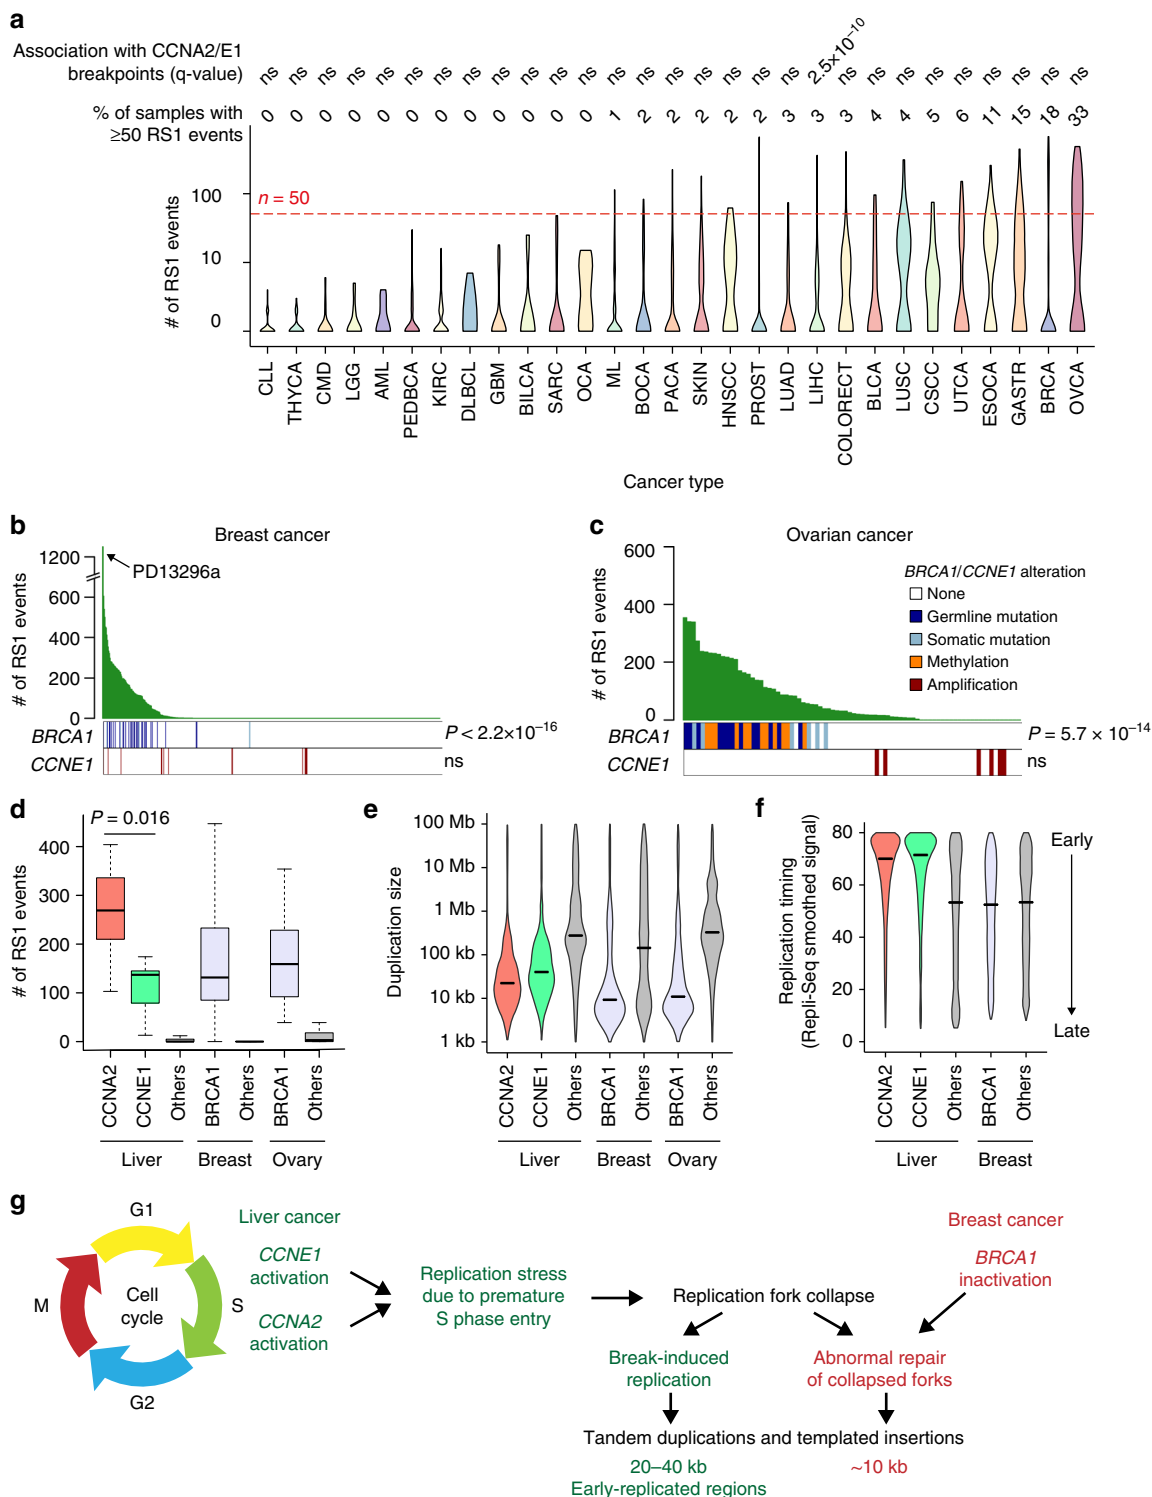 a
Association with CCNA2/E1
breakpoints (q-value)
ns ns ns ns ns ns ns ns ns ns ns ns ns ns ns ns ns ns ns 2.5×10⁻¹⁰ ns ns ns ns ns ns ns ns ns
% of samples with
≥50 RS1 events
0 0 0 0 0 0 0 0 0 0 0 0 1 2 2 2 2 2 3 3 3 4 4 5 6 11 15 18 33
# of RS1 events
100
10
0
n = 50
CLL THYCA CMD LGG AML PEDBCA KIRC DLBCL GBM BILCA SARC OCA ML BOCA PACA SKIN HNSCC PROST LUAD LIHC COLORECT BLCA LUSC CSCC UTCA ESOCA GASTR BRCA OVCA
Cancer type
b
Breast cancer
# of RS1 events
1200
600
400
200
0
PD13296a
BRCA1
P < 2.2×10⁻¹⁶
CCNE1
ns
c
Ovarian cancer
# of RS1 events
600
400
200
0
BRCA1/CCNE1 alteration
None
Germline mutation
Somatic mutation
Methylation
Amplification
BRCA1
P = 5.7 × 10⁻¹⁴
CCNE1
ns
d
P = 0.016
# of RS1 events
400
300
200
100
0
CCNA2 CCNE1 Others BRCA1 Others BRCA1 Others
Liver Breast Ovary
e
Duplication size
100 Mb
10 Mb
1 Mb
100 kb
10 kb
1 kb
CCNA2 CCNE1 Others BRCA1 Others BRCA1 Others
Liver Breast Ovary
f
Replication timing
(Repli-Seq smoothed signal)
80
60
40
20
0
Early
Late
CCNA2 CCNE1 Others BRCA1 Others
Liver Breast
g
G1
S
G2
M
Cell
cycle
Liver cancer
CCNE1
activation
CCNA2
activation
Replication stress
due to premature
S phase entry
Replication fork collapse
Breast cancer
BRCA1
inactivation
Break-induced
replication
Abnormal repair
of collapsed forks
Tandem duplications and templated insertions
20–40 kb
Early-replicated regions
~10 kb